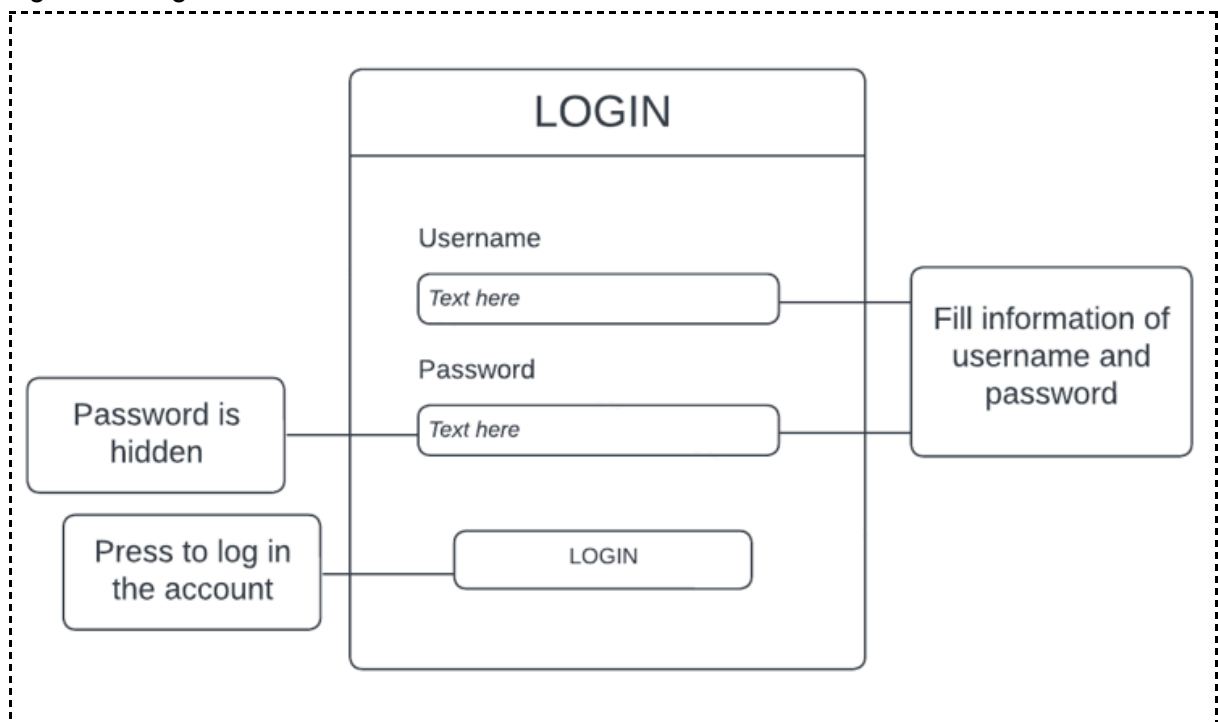 LOGIN
Username
Text here
Fill information of
username and
password
Password
Text here
Password is
hidden
LOGIN
Press to log in
the account